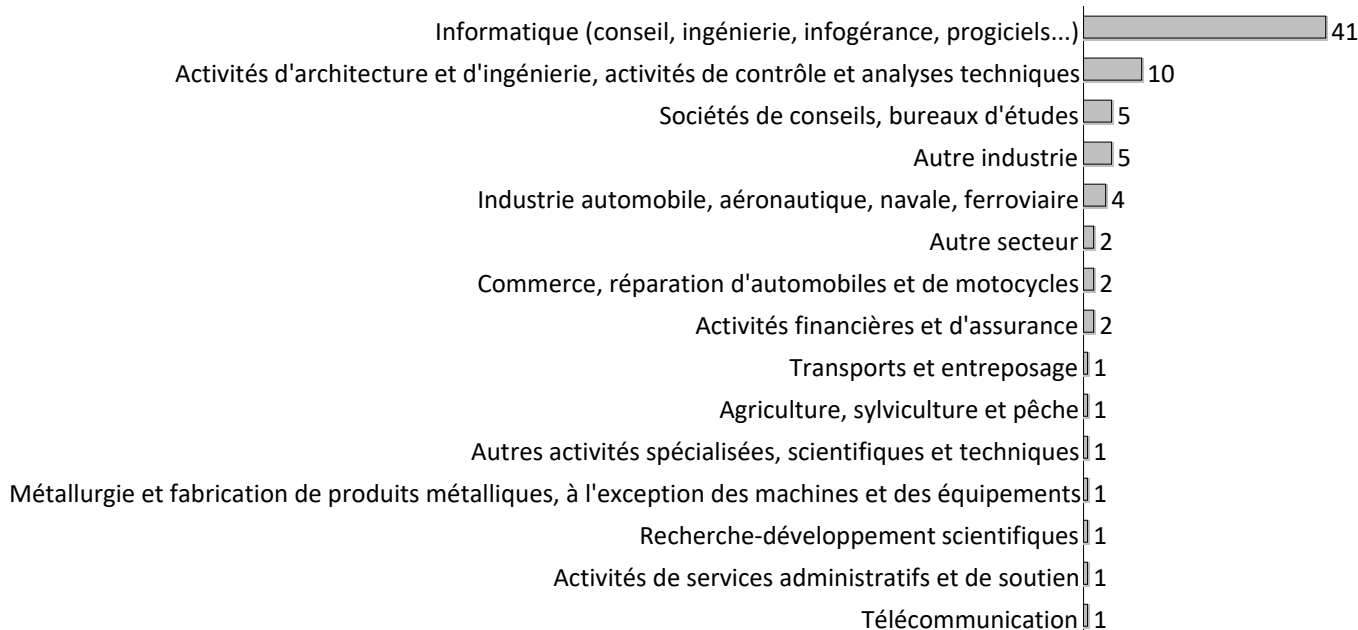 Informatique (conseil, ingénierie, infogérance, progiciels...) 41
Activités d'architecture et d'ingénierie, activités de contrôle et analyses techniques 10
Sociétés de conseils, bureaux d'études 5
Autre industrie 5
Industrie automobile, aéronautique, navale, ferroviaire 4
Autre secteur 2
Commerce, réparation d'automobiles et de motocycles 2
Activités financières et d'assurance 2
Transports et entreposage 1
Agriculture, sylviculture et pêche 1
Autres activités spécialisées, scientifiques et techniques 1
Métallurgie et fabrication de produits métalliques, à l'exception des machines et des équipements 1
Recherche-développement scientifiques 1
Activités de services administratifs et de soutien 1
Télécommunication 1